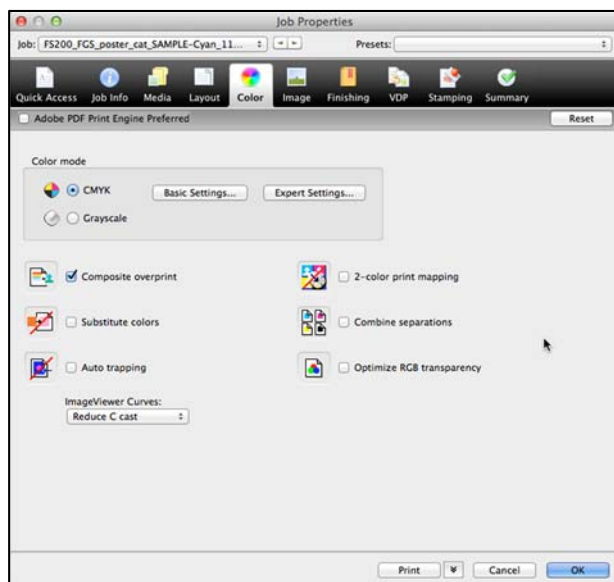 Job Properties
Job: FS200_FGS_poster_cat_SAMPLE-Cyan_11... Presets:
Quick Access Job Info Media Layout Color Image Finishing VDP Stamping Summary
Adobe PDF Print Engine Preferred Reset
Color mode
CMYK Basic Settings... Expert Settings...
Grayscale
Composite overprint 2-color print mapping
Substitute colors Combine separations
Auto trapping Optimize RGB transparency
ImageViewer Curves:
Reduce C cast
Print Cancel OK